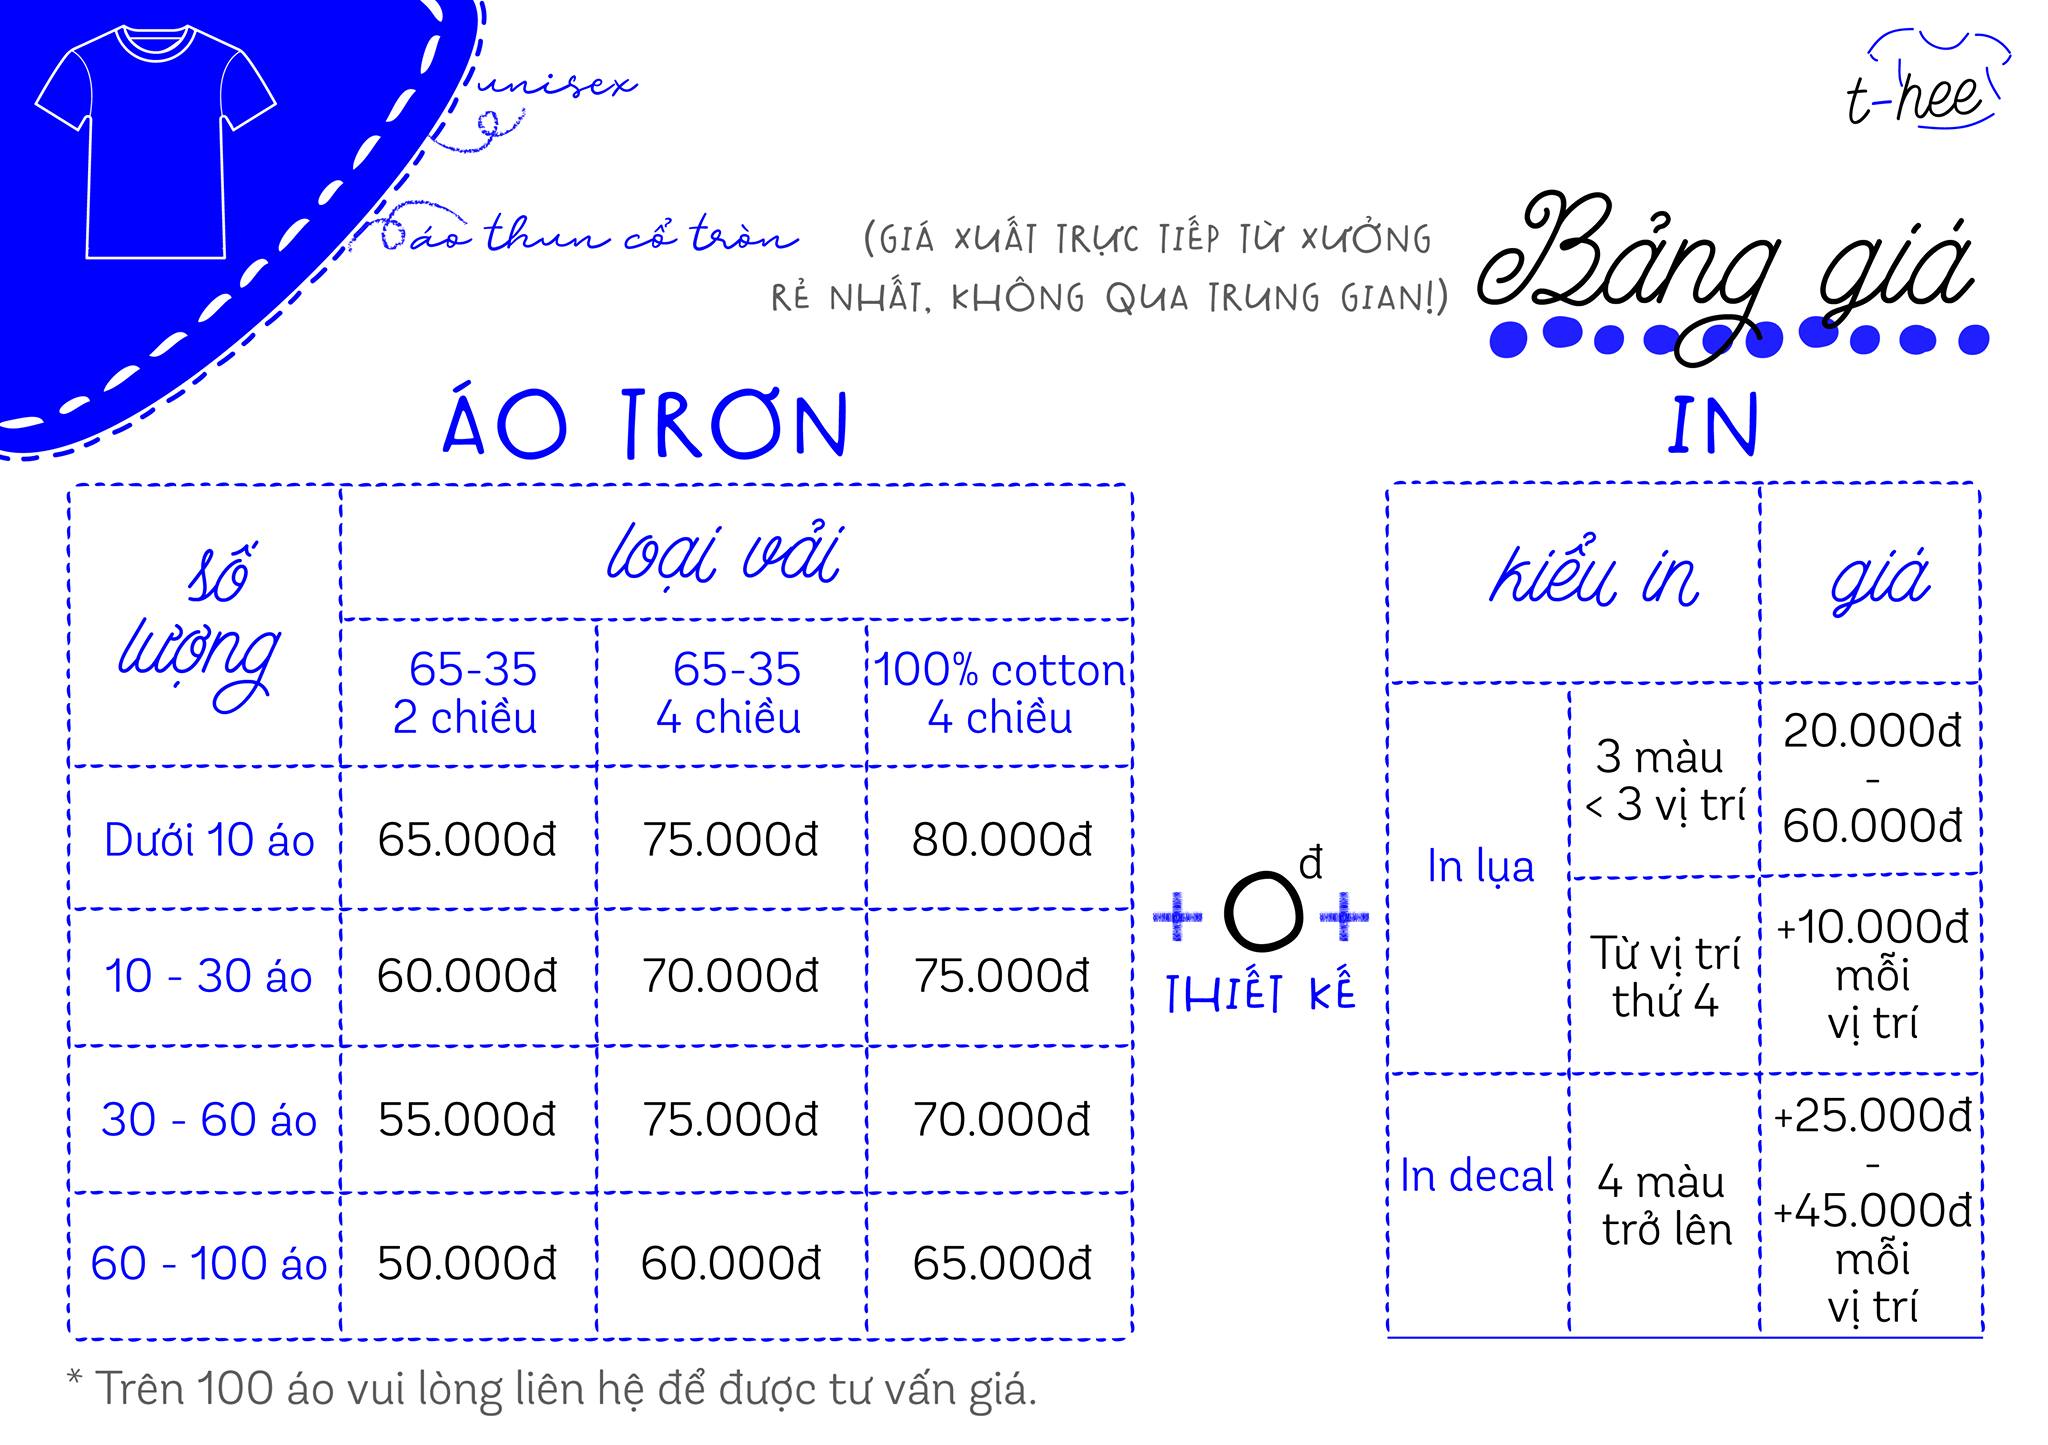 unisex
t-hee
áo thun cổ tròn
(GIÁ XUẤT TRỰC TIẾP TỪ XƯỞNG
RẺ NHẤT, KHÔNG QUA TRUNG GIAN!)
Bảng giá
ÁO TRƠN
số
lượng
loại vải
65-35
2 chiều
65-35
4 chiều
100% cotton
4 chiều
Dưới 10 áo
65.000đ
75.000đ
80.000đ
10 - 30 áo
60.000đ
70.000đ
75.000đ
30 - 60 áo
55.000đ
75.000đ
70.000đ
60 - 100 áo
50.000đ
60.000đ
65.000đ
+ 0đ +
THIẾT KẾ
IN
kiểu in
giá
In lụa
3 màu
< 3 vị trí
20.000đ
-
60.000đ
Từ vị trí
thứ 4
+10.000đ
mỗi
vị trí
In decal
4 màu
trở lên
+25.000đ
-
+45.000đ
mỗi
vị trí
* Trên 100 áo vui lòng liên hệ để được tư vấn giá.